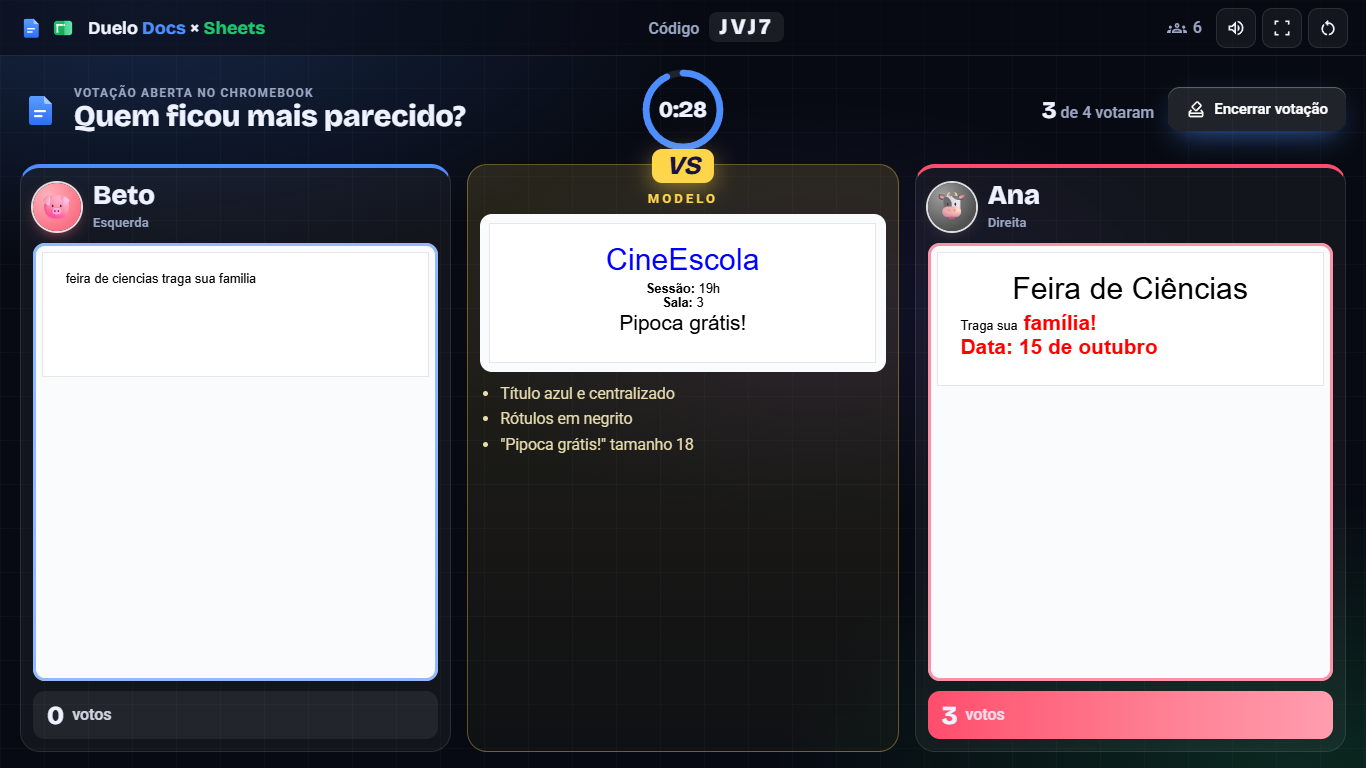 Duelo Docs × Sheets
Código JVJ7
6
VOTAÇÃO ABERTA NO CHROMEBOOK
Quem ficou mais parecido?
0:28
3 de 4 votaram
Encerrar votação
Beto
Esquerda
feira de ciencias traga sua familia
0 votos
VS
MODELO
CineEscola
Sessão: 19h
Sala: 3
Pipoca grátis!
• Título azul e centralizado
• Rótulos em negrito
• "Pipoca grátis!" tamanho 18
Ana
Direita
Feira de Ciências
Traga sua família!
Data: 15 de outubro
3 votos